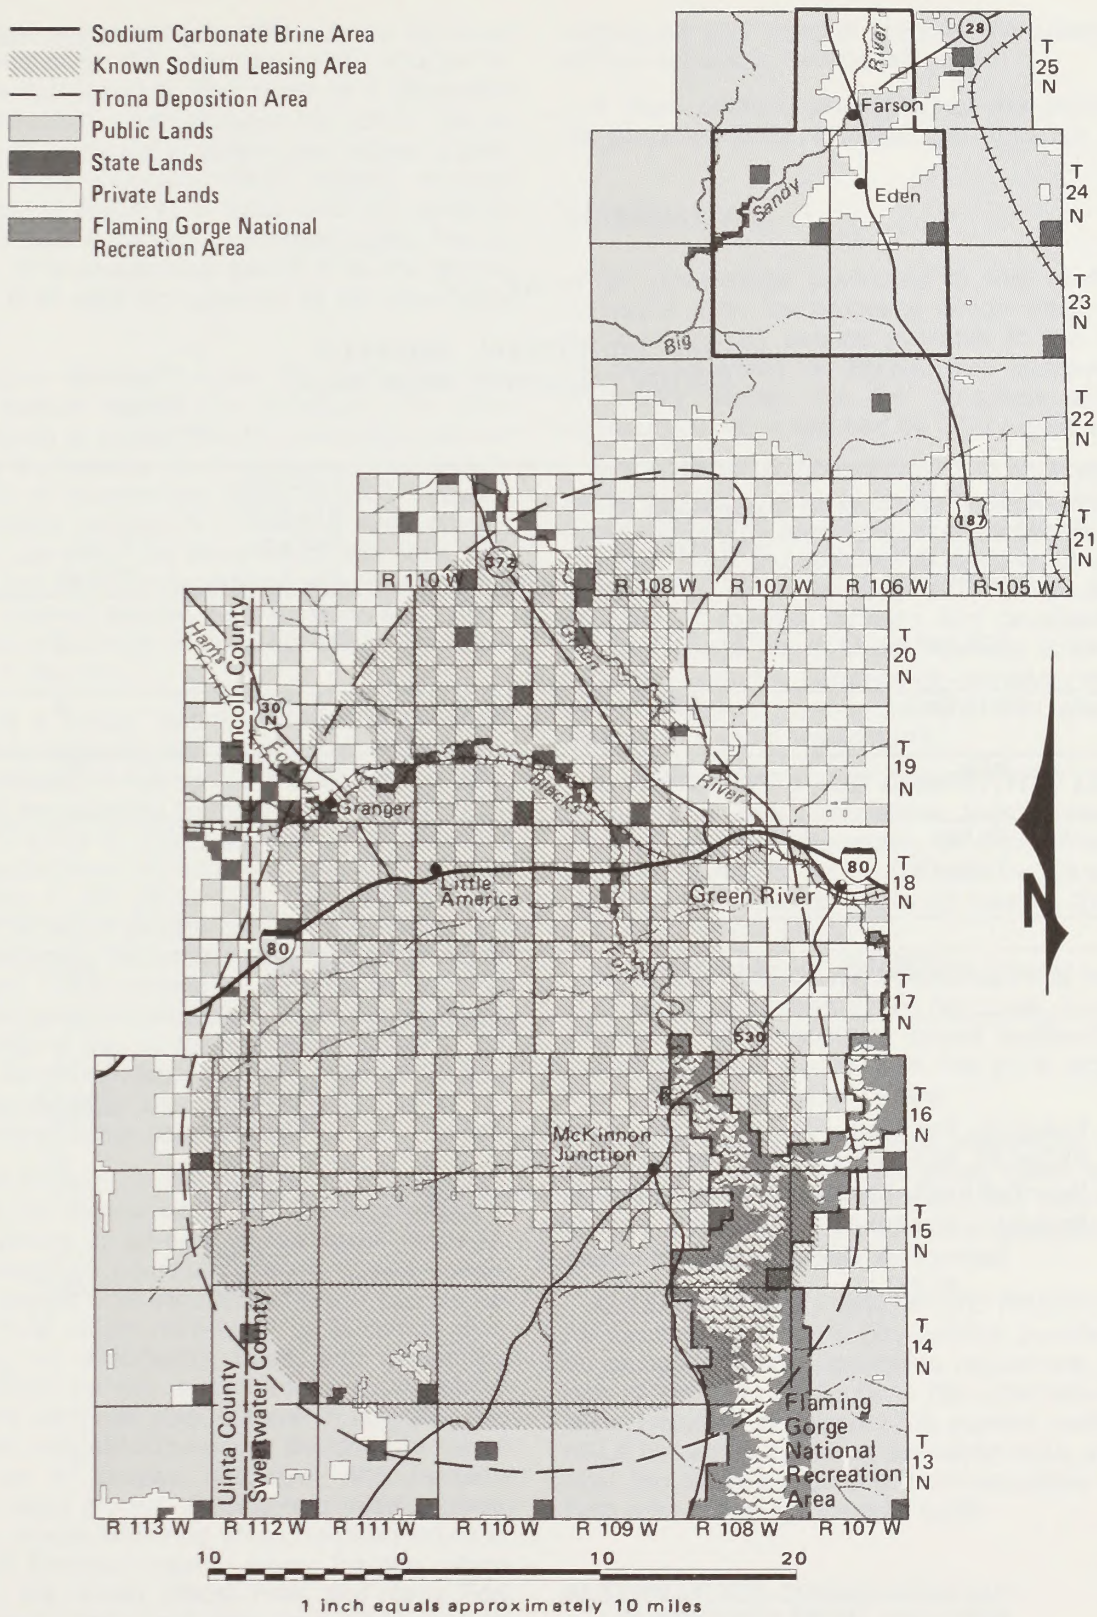 Sodium Carbonate Brine Area
Known Sodium Leasing Area
Trona Deposition Area
Public Lands
State Lands
Private Lands
Flaming Gorge National
Recreation Area
28
River
T
25
N
Farson
T
24
N
Sandy
Eden
T
23
N
Big
T
22
N
187
T
21
N
372
R 110 W
R 108 W
R 107 W
R 106 W
R 105 W
Hams
Lincoln County
Green
T
20
N
30
N
Fork
T
19
N
River
Granger
Blacks
80
T
18
N
Little
America
Green River
80
Fork
T
17
N
530
T
16
N
McKinnon
Junction
T
15
N
T
14
N
Uinta County
Sweetwater County
Flaming
Gorge
National
Recreation
Area
T
13
N
R 113 W
R 112 W
R 111 W
R 110 W
R 109 W
R 108 W
R 107 W
N
10 0 10 20
1 inch equals approximately 10 miles